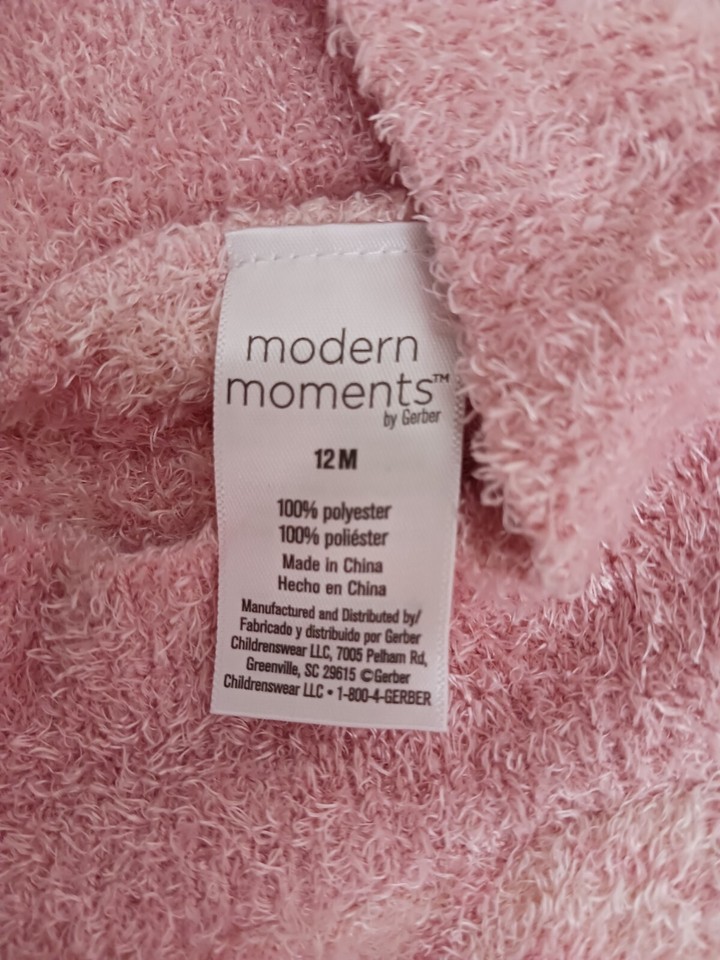 modern
moments™
by Gerber
12M
100% polyester
100% poliéster
Made in China
Hecho en China
Manufactured and Distributed by/
Fabricado y distribuido por Gerber
Childrenswear LLC, 7005 Pelham Rd,
Greenville, SC 29615 ©Gerber
Childrenswear LLC • 1-800-4-GERBER